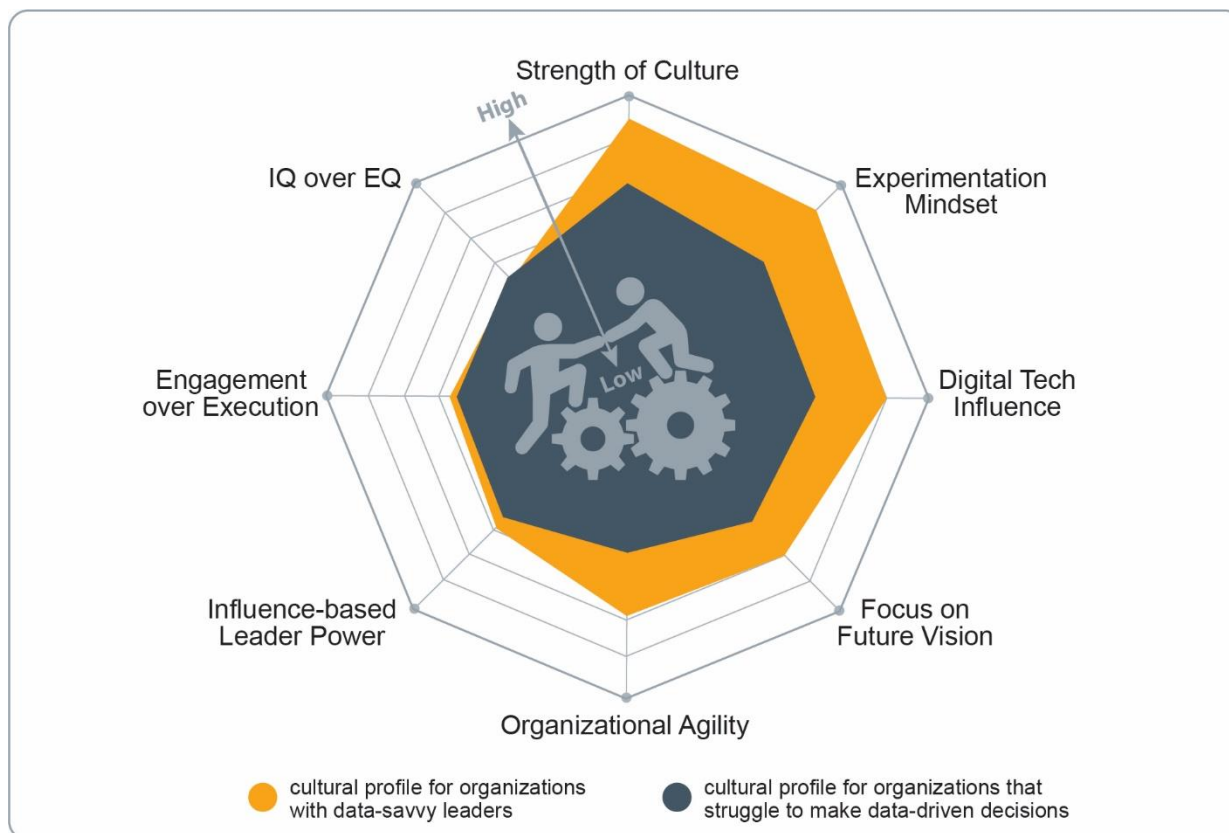 Strength of Culture
High
IQ over EQ
Experimentation
Mindset
Engagement
over Execution
Low
Digital Tech
Influence
Influence-based
Leader Power
Focus on
Future Vision
Organizational Agility
cultural profile for organizations
with data-savvy leaders
cultural profile for organizations that
struggle to make data-driven decisions